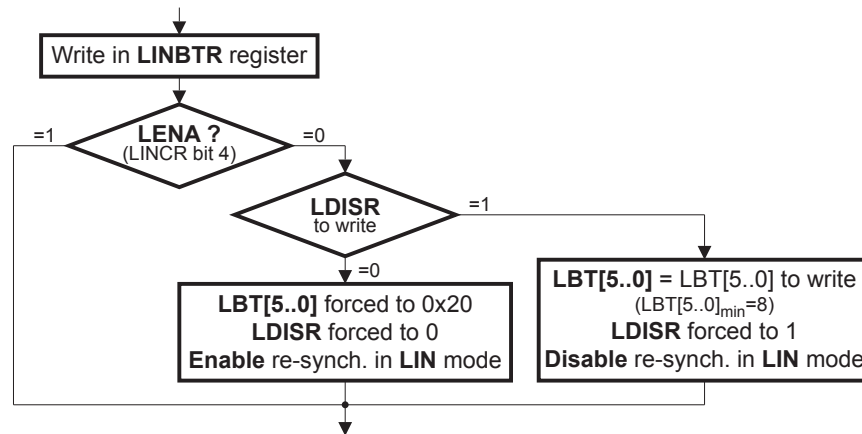 Write in LINBTR register
=1
LENA ?
(LINCR bit 4)
=0
LDISR
to write
=1
=0
LBT[5..0] forced to 0x20
LDISR forced to 0
Enable re-synch. in LIN mode
LBT[5..0] = LBT[5..0] to write
(LBT[5..0]min=8)
LDISR forced to 1
Disable re-synch. in LIN mode